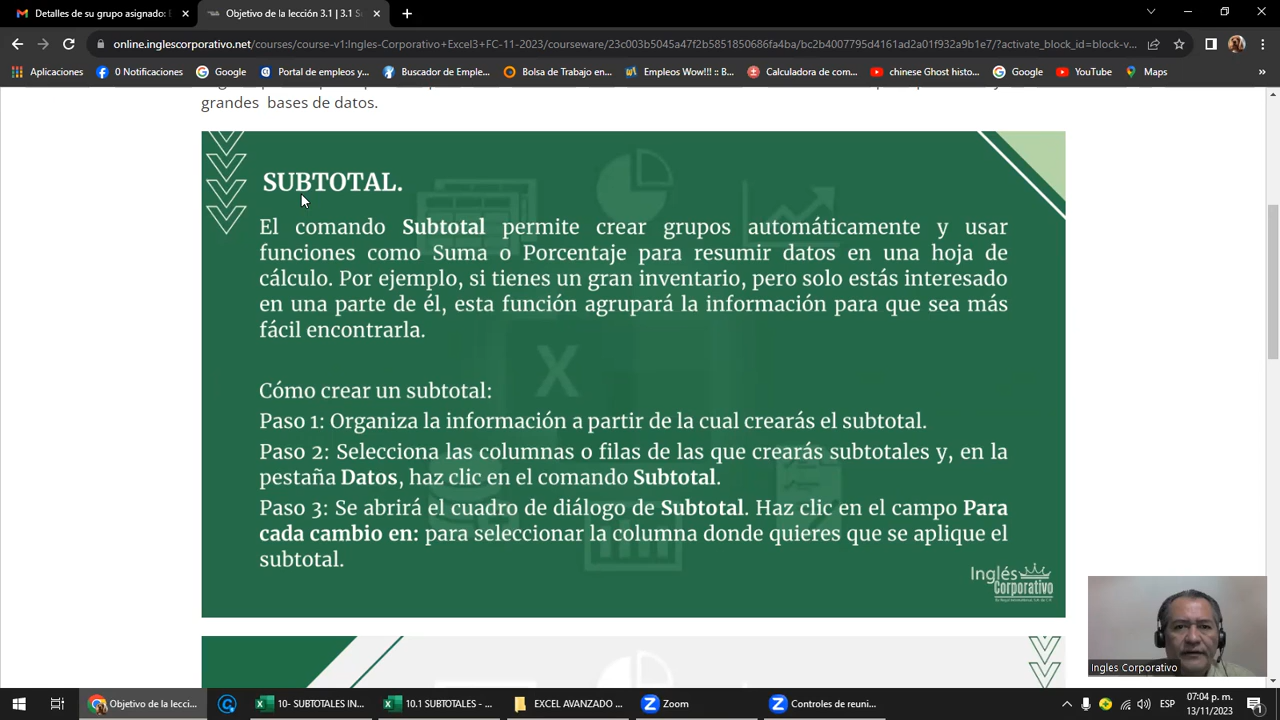 Detalles de su grupo asignado: L
Objetivo de la lección 3.1 | 3.1 S
online.inglescorporativo.net/courses/course-v1:Ingles-Corporativo+Excel3+FC-11-2023/courseware/23c003b5045a47f2b5851850686fa4ba/bc2b4007795d4161ad2a01f932a9b1e7/?activate_block_id=block-v...
Aplicaciones
0 Notificaciones
Google
Portal de empleos y...
Buscador de Emple...
Bolsa de Trabajo en...
Empleos Wow!!! :: B...
Calculadora de com...
chinese Ghost histo...
Google
YouTube
Maps
grandes bases de datos.
SUBTOTAL.
El comando Subtotal permite crear grupos automáticamente y usar
funciones como Suma o Porcentaje para resumir datos en una hoja de
cálculo. Por ejemplo, si tienes un gran inventario, pero solo estás interesado
en una parte de él, esta función agrupará la información para que sea más
fácil encontrarla.
Cómo crear un subtotal:
Paso 1: Organiza la información a partir de la cual crearás el subtotal.
Paso 2: Selecciona las columnas o filas de las que crearás subtotales y, en la
pestaña Datos, haz clic en el comando Subtotal.
Paso 3: Se abrirá el cuadro de diálogo de Subtotal. Haz clic en el campo Para
cada cambio en: para seleccionar la columna donde quieres que se aplique el
subtotal.
Inglés
Corporativo
Ingles Corporativo
Objetivo de la lecci...
10- SUBTOTALES IN...
10.1 SUBTOTALES - ...
EXCEL AVANZADO ...
Zoom
Controles de reuni...
ESP
07:04 p. m.
13/11/2023